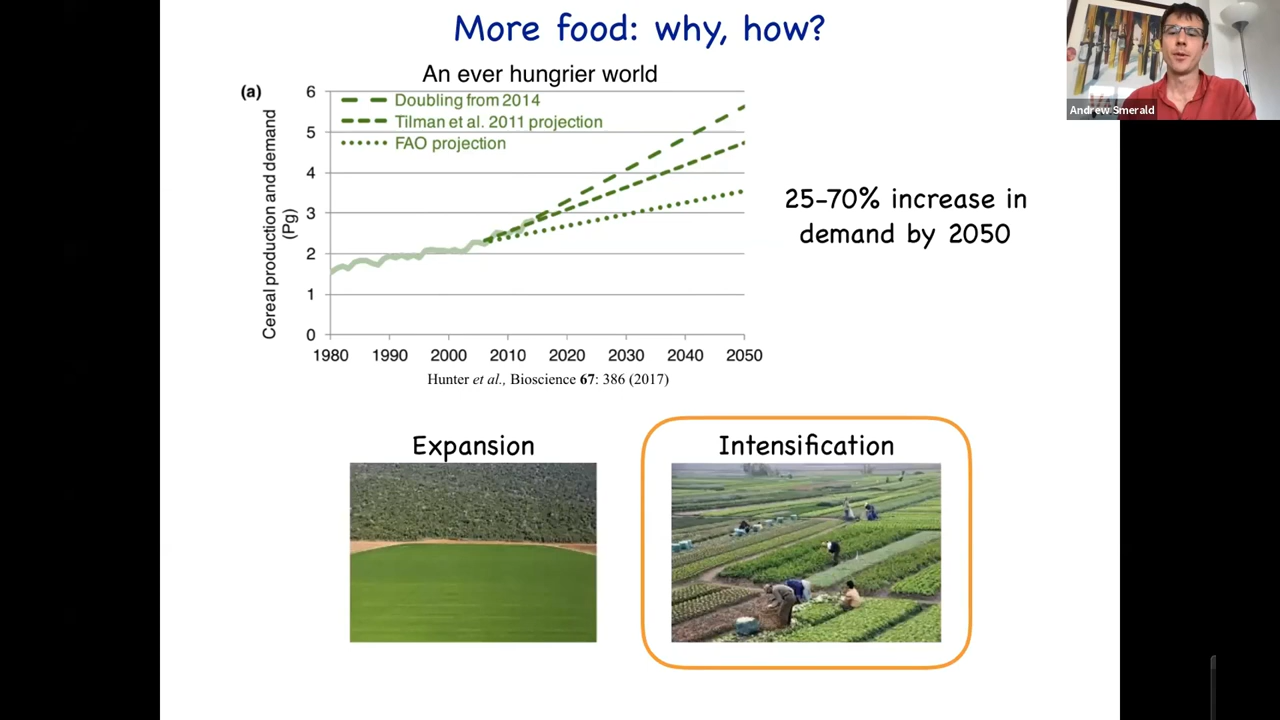 More food: why, how?
An ever hungrier world
(a)
Cereal production and demand
(Pg)
6
5
4
3
2
1
0
Doubling from 2014
Tilman et al. 2011 projection
FAO projection
1980 1990 2000 2010 2020 2030 2040 2050
Hunter et al., Bioscience 67: 386 (2017)
25-70% increase in
demand by 2050
Expansion
Intensification
Andrew Smerald